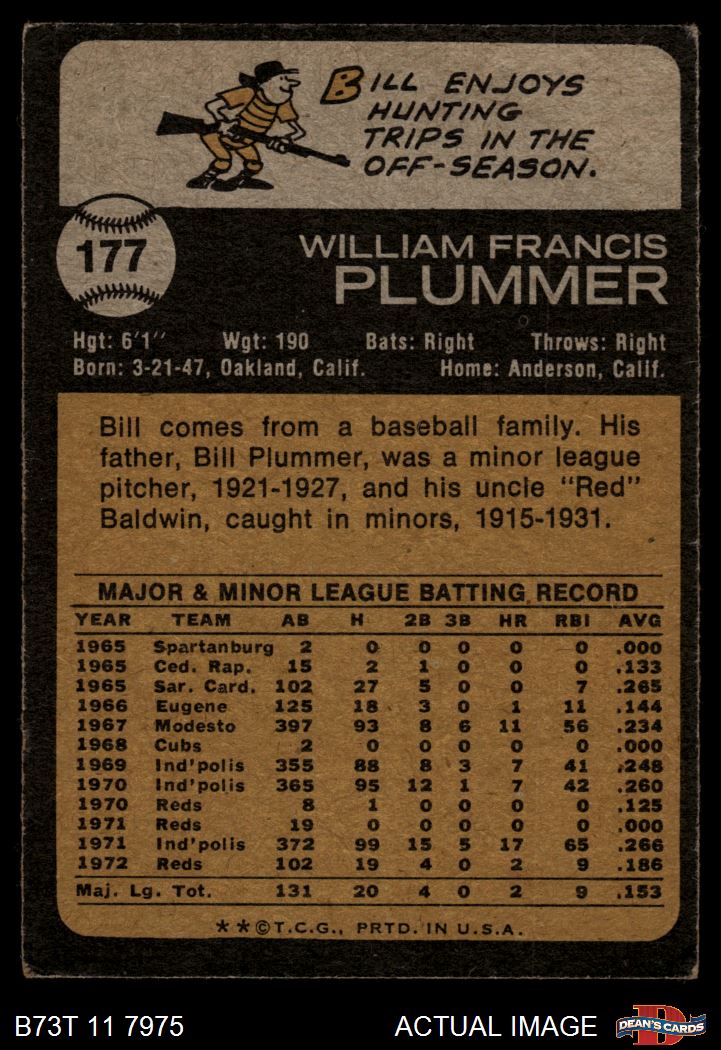 BILL ENJOYS
HUNTING
TRIPS IN THE
OFF-SEASON.
177
WILLIAM FRANCIS
PLUMMER
Hgt: 6'1" Wgt: 190 Bats: Right Throws: Right
Born: 3-21-47, Oakland, Calif. Home: Anderson, Calif.
Bill comes from a baseball family. His
father, Bill Plummer, was a minor league
pitcher, 1921-1927, and his uncle "Red"
Baldwin, caught in minors, 1915-1931.
MAJOR & MINOR LEAGUE BATTING RECORD
YEAR TEAM AB H 2B 3B HR RBI AVG
1965 Spartanburg 2 0 0 0 0 0 .000
1965 Ced. Rap. 15 2 1 0 0 0 .133
1965 Sar. Card. 102 27 5 0 0 7 .265
1966 Eugene 125 18 3 0 1 11 .144
1967 Modesto 397 93 8 6 11 56 .234
1968 Cubs 2 0 0 0 0 0 .000
1969 Ind'polis 355 88 8 3 7 41 .248
1970 Ind'polis 365 95 12 1 7 42 .260
1970 Reds 8 1 0 0 0 0 .125
1971 Reds 19 0 0 0 0 0 .000
1971 Ind'polis 372 99 15 5 17 65 .266
1972 Reds 102 19 4 0 2 9 .186
Maj. Lg. Tot. 131 20 4 0 2 9 .153
**©T.C.G., PRTD. IN U.S.A.
B73T 11 7975 ACTUAL IMAGE DEAN'S CARDS